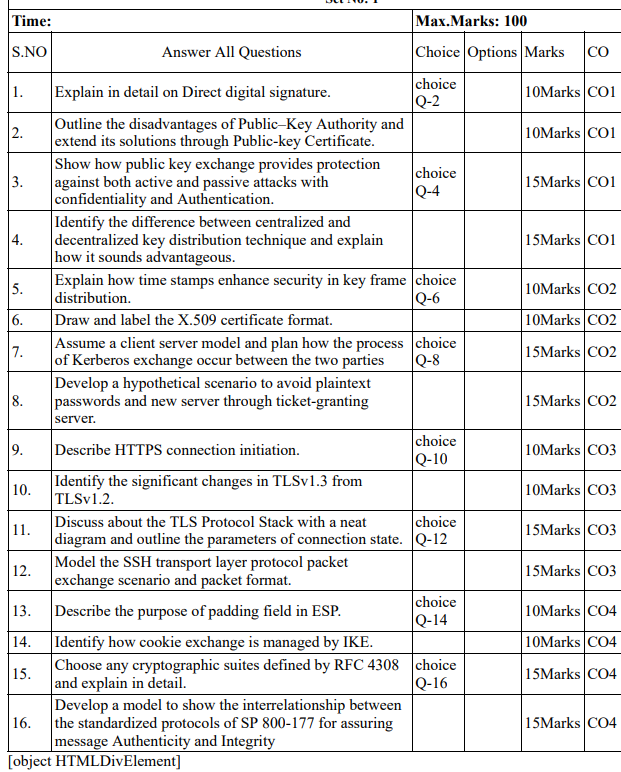 Set No: 1
Time: Max.Marks: 100
S.NO Answer All Questions Choice Options Marks CO
1. Explain in detail on Direct digital signature. choice Q-2 10Marks CO1
2. Outline the disadvantages of Public–Key Authority and
extend its solutions through Public-key Certificate. 10Marks CO1
3. Show how public key exchange provides protection
against both active and passive attacks with
confidentiality and Authentication. choice Q-4 15Marks CO1
4. Identify the difference between centralized and
decentralized key distribution technique and explain
how it sounds advantageous. 15Marks CO1
5. Explain how time stamps enhance security in key frame
distribution. choice Q-6 10Marks CO2
6. Draw and label the X.509 certificate format. 10Marks CO2
7. Assume a client server model and plan how the process
of Kerberos exchange occur between the two parties choice Q-8 15Marks CO2
8. Develop a hypothetical scenario to avoid plaintext
passwords and new server through ticket-granting
server. 15Marks CO2
9. Describe HTTPS connection initiation. choice Q-10 10Marks CO3
10. Identify the significant changes in TLSv1.3 from
TLSv1.2. 10Marks CO3
11. Discuss about the TLS Protocol Stack with a neat
diagram and outline the parameters of connection state. choice Q-12 15Marks CO3
12. Model the SSH transport layer protocol packet
exchange scenario and packet format. 15Marks CO3
13. Describe the purpose of padding field in ESP. choice Q-14 10Marks CO4
14. Identify how cookie exchange is managed by IKE. 10Marks CO4
15. Choose any cryptographic suites defined by RFC 4308
and explain in detail. choice Q-16 15Marks CO4
16. Develop a model to show the interrelationship between
the standardized protocols of SP 800-177 for assuring
message Authenticity and Integrity 15Marks CO4
[object HTMLDivElement]